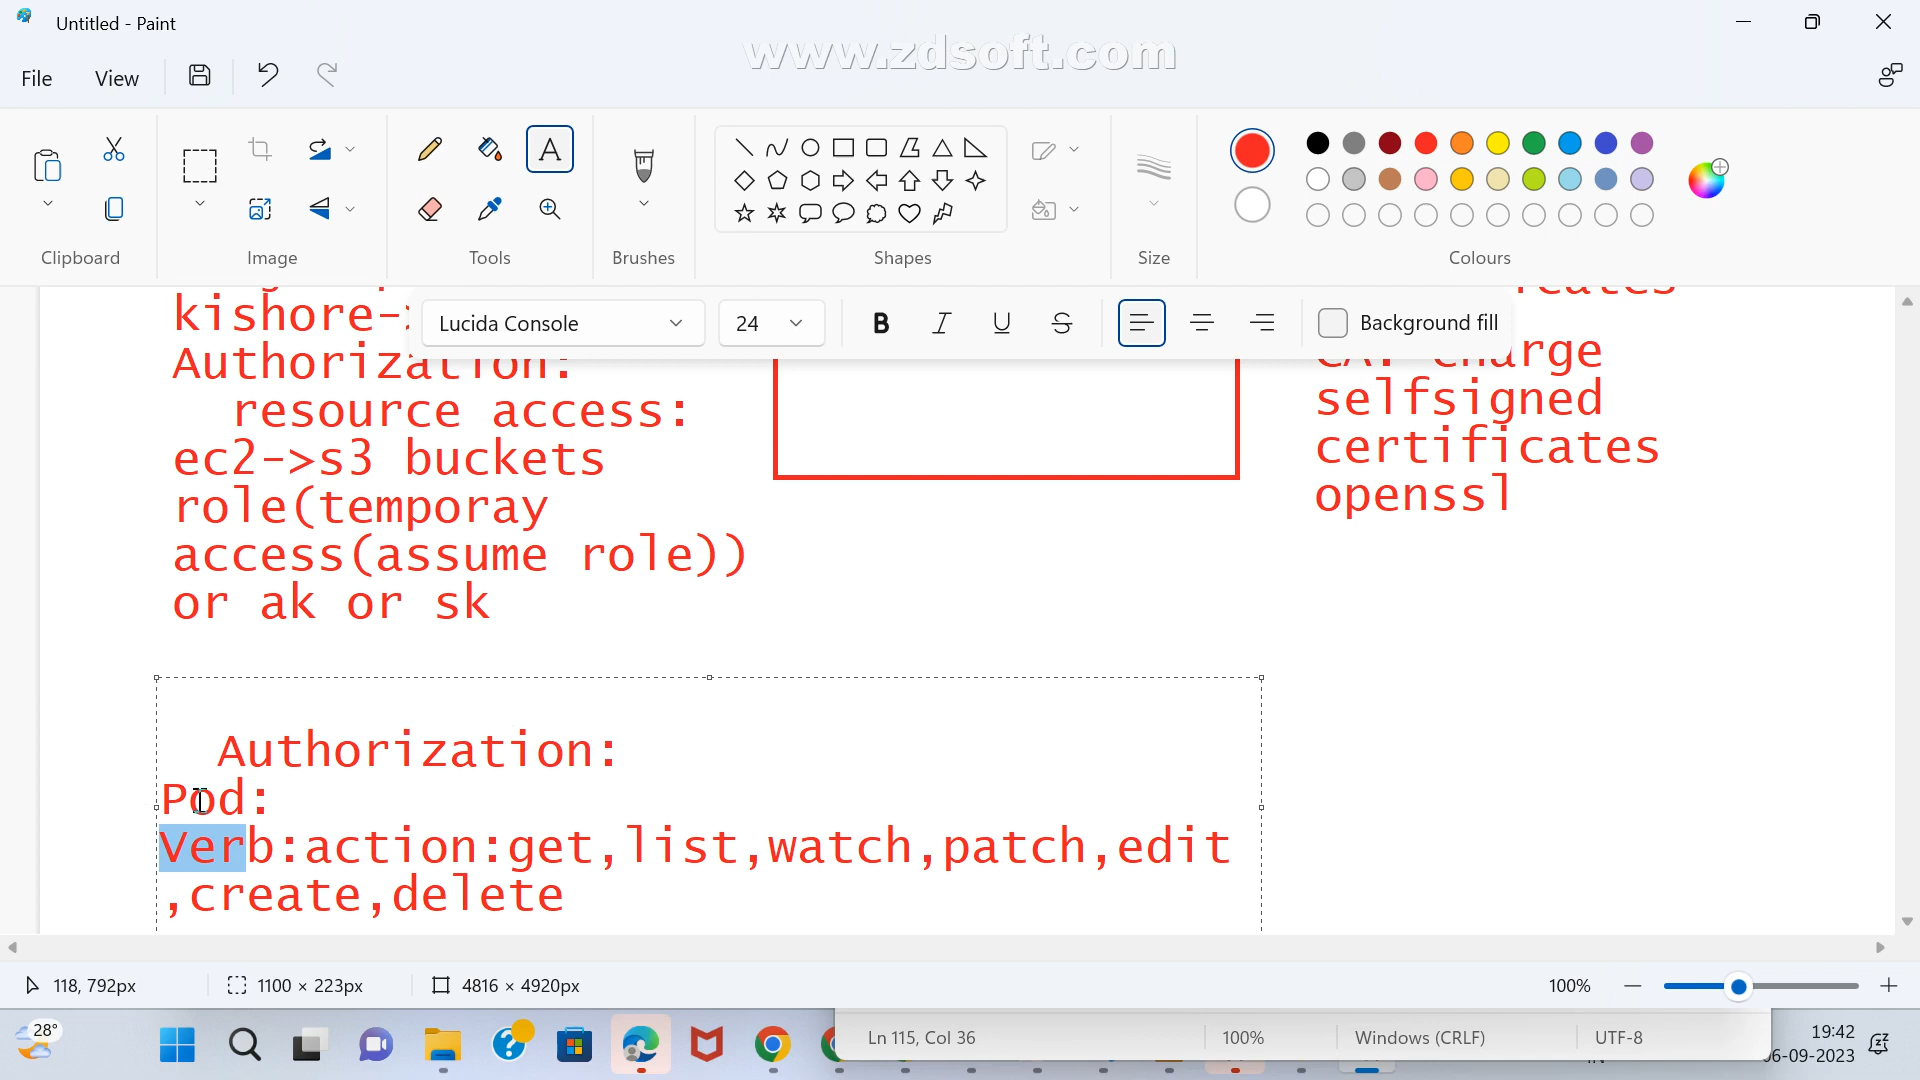 Untitled - Paint
www.zdsoft.com
File
View
Clipboard
Image
Tools
Brushes
Shapes
Size
Colours
Lucida Console
24
B
I
U
S
Background fill
kishore-
Authorization:
resource access:
ec2->s3 buckets
role(temporay
access(assume role))
or ak or sk
selfsigned
certificates
openssl
Authorization:
Pod:
Verb:action:get,list,watch,patch,edit
,create,delete
118, 792px
1100 × 223px
4816 × 4920px
100%
28°
Ln 115, Col 36
100%
Windows (CRLF)
UTF-8
19:42
06-09-2023